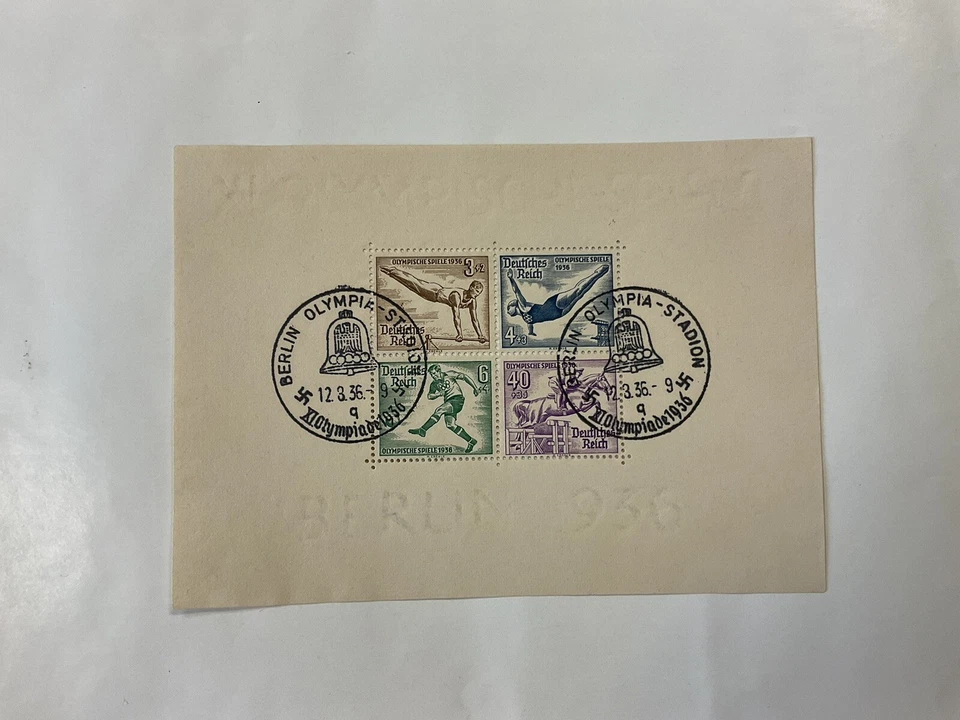 OLYMPISCHE SPIELE 1936
3+2
Deutsches
Reich
Deutsches
Reich
OLYMPISCHE SPIELE
1936
4+3
Deutsches
Reich
6+4
OLYMPISCHE SPIELE 1936
OLYMPISCHE SPIELE 1936
40
+35
Deutsches
Reich
BERLIN OLYMPIA-STADION
12.8.36.- 9
q
XI Olympiade 1936
BERLIN OLYMPIA-STADION
12.8.36.- 9
q
XI Olympiade 1936
BERLIN 1936